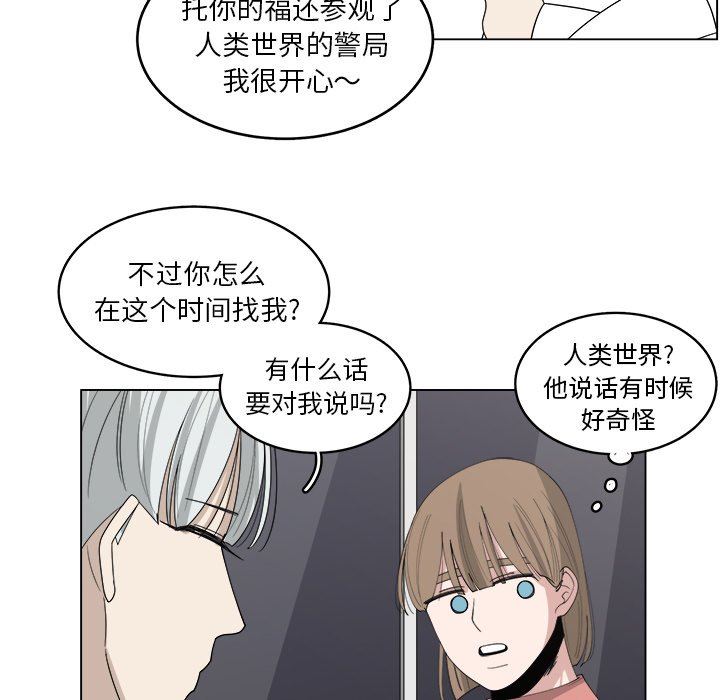 托你的福还参观了
人类世界的警局
我很开心～
不过你怎么
在这个时间找我?
有什么话
要对我说吗?
人类世界?
他说话有时候
好奇怪